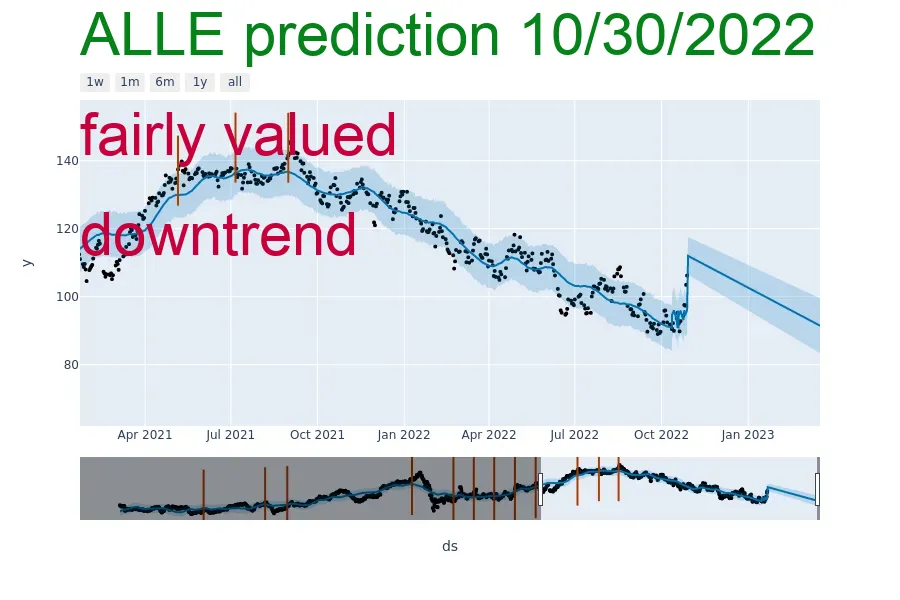 ALLE prediction 10/30/2022
1w 1m 6m 1y all
fairly valued
downtrend
140
120
100
80
y
Apr 2021 Jul 2021 Oct 2021 Jan 2022 Apr 2022 Jul 2022 Oct 2022 Jan 2023
ds